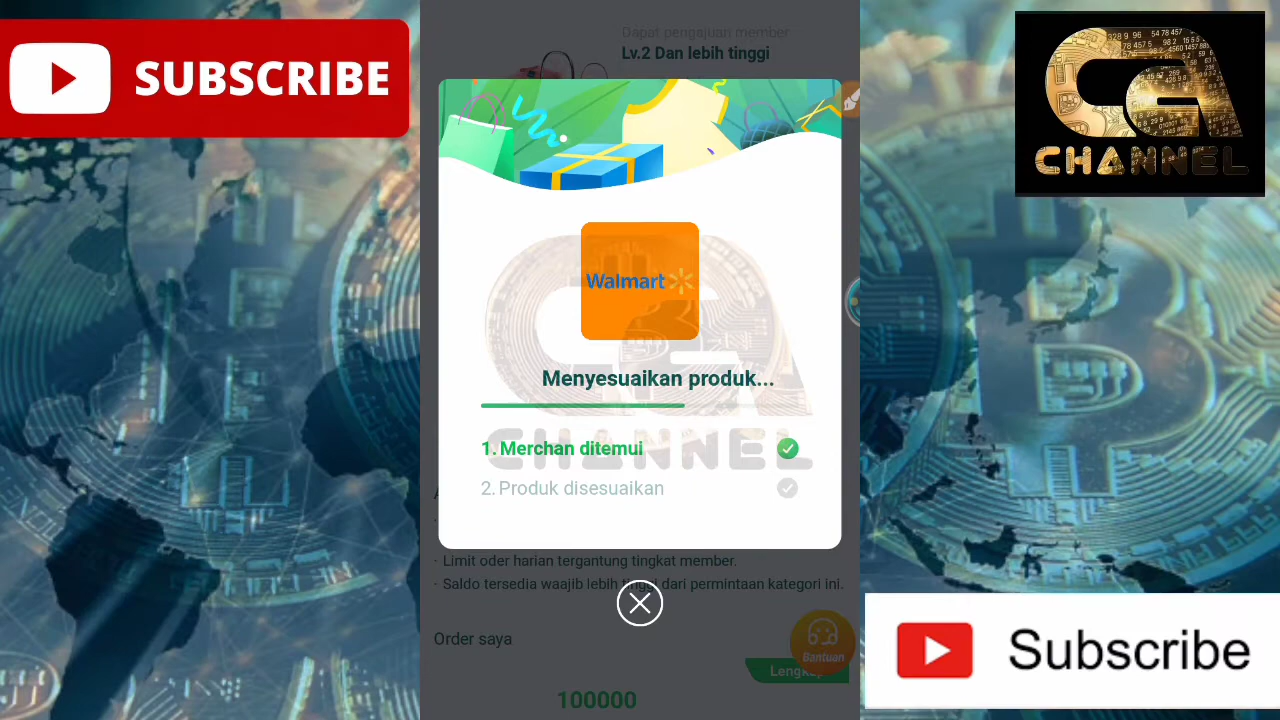 SUBSCRIBE
Dapat pengajuan member
Lv.2 Dan lebih tinggi
CA
CHANNEL
Walmart
Menyesuaikan produk...
1. Merchan ditemui
2. Produk disesuaikan
CHANNEL
· Limit oder harian tergantung tingkat member.
· Saldo tersedia waajib lebih tinggi dari permintaan kategori ini.
Order saya
Bantuan
100000
Subscribe